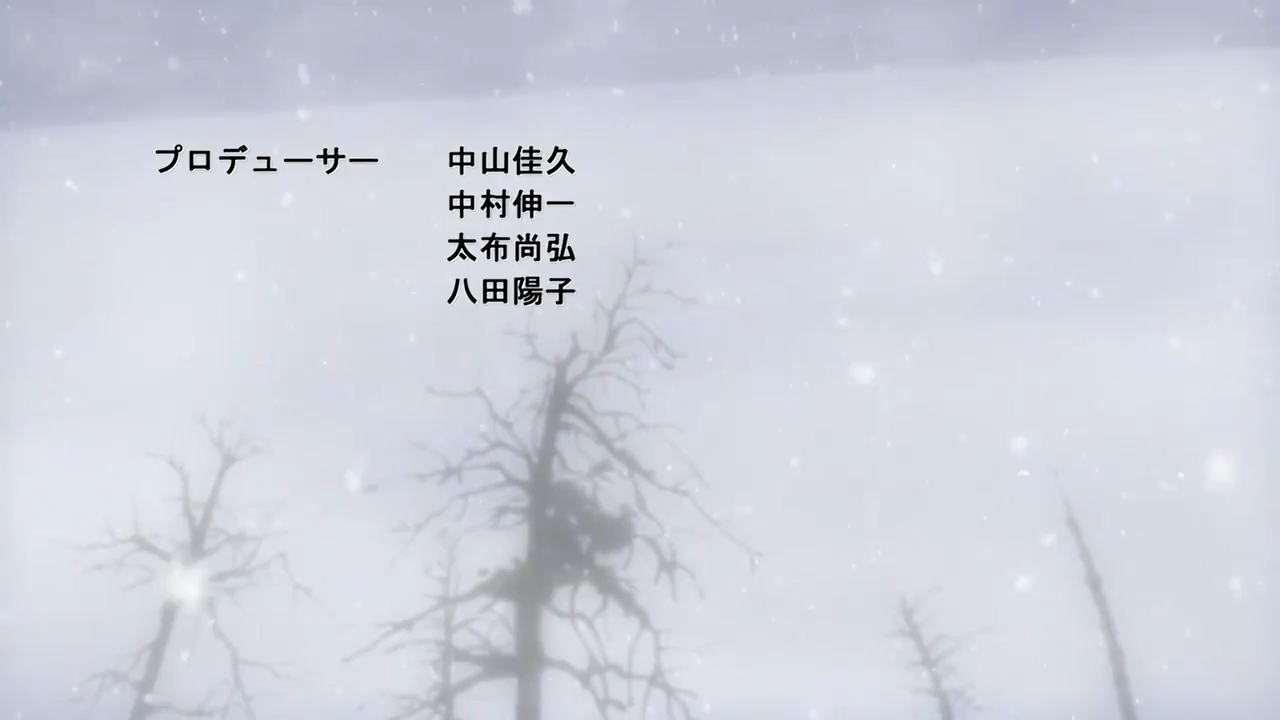 プロデューサー 中山佳久
中村伸一
太布尚弘
八田陽子